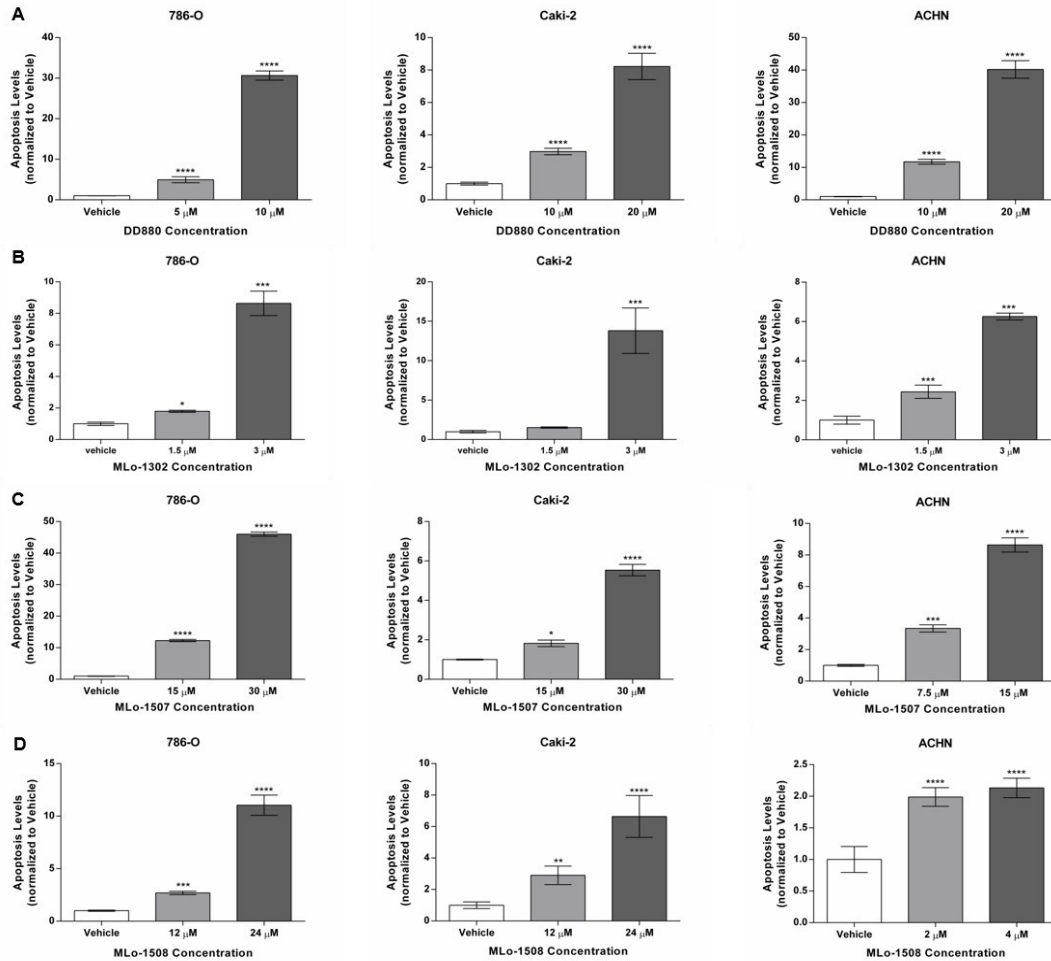 A
786-O
Apoptosis Levels
(normalized to Vehicle)
40
30
20
10
0
****
****
Vehicle
5 μM
10 μM
DD880 Concentration
Caki-2
Apoptosis Levels
(normalized to Vehicle)
10
8
6
4
2
0
****
****
Vehicle
10 μM
20 μM
DD880 Concentration
ACHN
Apoptosis Levels
(normalized to Vehicle)
50
40
30
20
10
0
****
****
Vehicle
10 μM
20 μM
DD880 Concentration
B
786-O
Apoptosis Levels
(normalized to Vehicle)
10
8
6
4
2
0
*
***
vehicle
1.5 μM
3 μM
MLo-1302 Concentration
Caki-2
Apoptosis Levels
(normalized to Vehicle)
20
15
10
5
0
***
vehicle
1.5 μM
3 μM
MLo-1302 Concentration
ACHN
Apoptosis Levels
(normalized to Vehicle)
8
6
4
2
0
***
***
vehicle
1.5 μM
3 μM
MLo-1302 Concentration
C
786-O
Apoptosis Levels
(normalized to Vehicle)
50
40
30
20
10
0
****
****
Vehicle
15 μM
30 μM
MLo-1507 Concentration
Caki-2
Apoptosis Levels
(normalized to Vehicle)
8
6
4
2
0
*
****
Vehicle
15 μM
30 μM
MLo-1507 Concentration
ACHN
Apoptosis Levels
(normalized to Vehicle)
10
8
6
4
2
0
***
****
Vehicle
7.5 μM
15 μM
MLo-1507 Concentration
D
786-O
Apoptosis Levels
(normalized to Vehicle)
15
10
5
0
***
****
Vehicle
12 μM
24 μM
MLo-1508 Concentration
Caki-2
Apoptosis Levels
(normalized to Vehicle)
10
8
6
4
2
0
**
****
Vehicle
12 μM
24 μM
MLo-1508 Concentration
ACHN
Apoptosis Levels
(normalized to Vehicle)
2.5
2.0
1.5
1.0
0.5
0.0
****
****
Vehicle
2 μM
4 μM
MLo-1508 Concentration